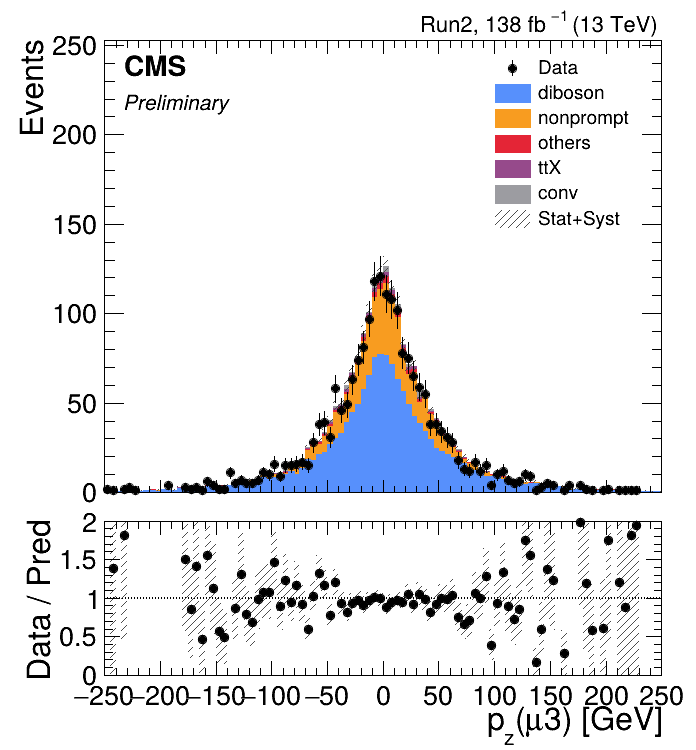 Run2, 138 fb⁻¹ (13 TeV)
CMS
Preliminary
Events
250
200
150
100
50
0
Data
diboson
nonprompt
others
ttX
conv
Stat+Syst
Data / Pred
2
1.5
1
0.5
0
−250 −200 −150 −100 −50 0 50 100 150 200 250
p_z(μ3) [GeV]